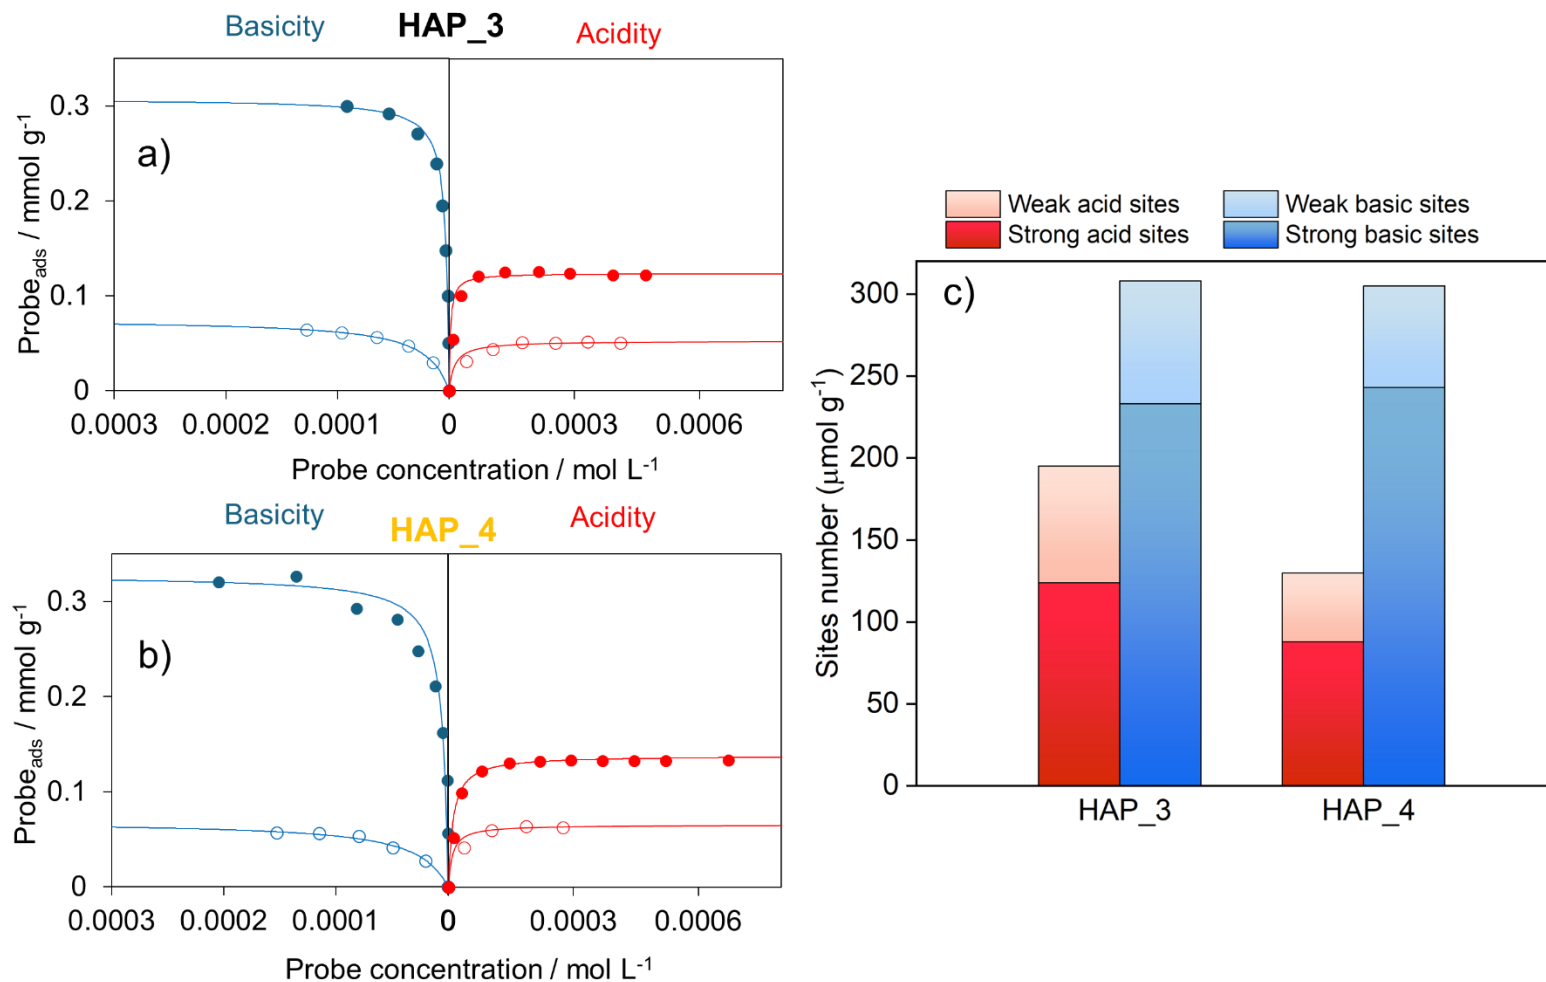 Basicity HAP_3 Acidity
a)
0.3
0.2
0.1
0
Probeads / mmol g-1
0.0003 0.0002 0.0001 0 0.0003 0.0006
Probe concentration / mol L-1
Basicity HAP_4 Acidity
b)
0.3
0.2
0.1
0
Probeads / mmol g-1
0.0003 0.0002 0.0001 0 0.0003 0.0006
Probe concentration / mol L-1
Weak acid sites Weak basic sites
Strong acid sites Strong basic sites
c)
300
250
200
150
100
50
0
Sites number (μmol g-1)
HAP_3 HAP_4